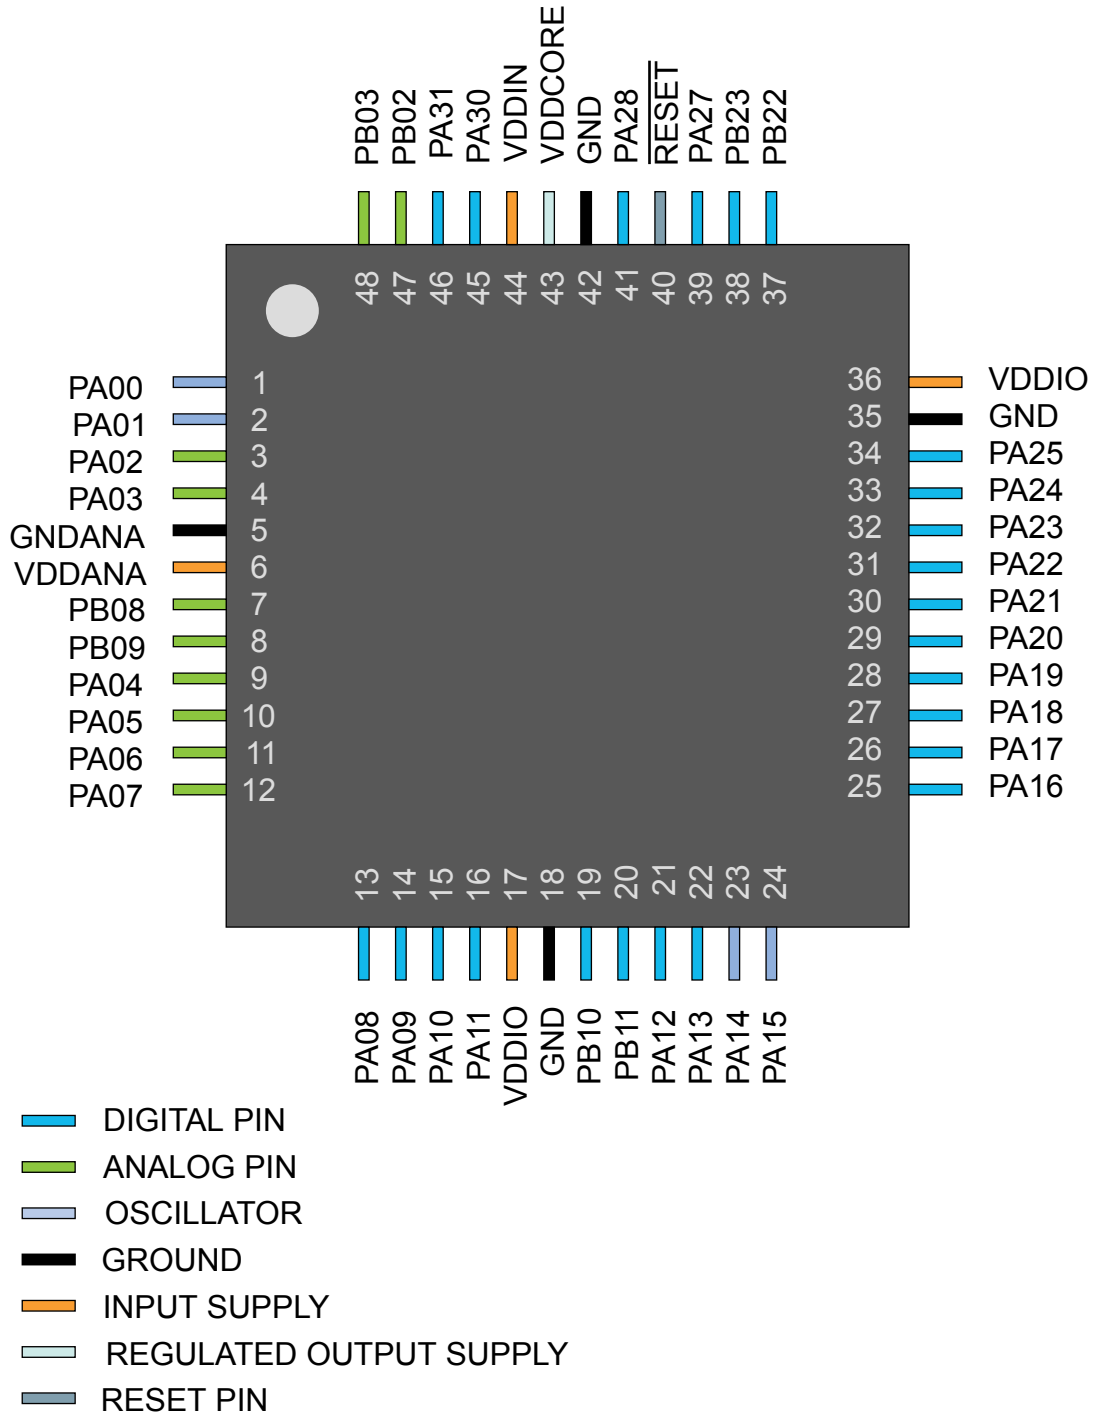 PB03
PB02
PA31
PA30
VDDIN
VDDCORE
GND
PA28
RESET
PA27
PB23
PB22
48
47
46
45
44
43
42
41
40
39
38
37
PA00 1
PA01 2
PA02 3
PA03 4
GNDANA 5
VDDANA 6
PB08 7
PB09 8
PA04 9
PA05 10
PA06 11
PA07 12
36 VDDIO
35 GND
34 PA25
33 PA24
32 PA23
31 PA22
30 PA21
29 PA20
28 PA19
27 PA18
26 PA17
25 PA16
13
14
15
16
17
18
19
20
21
22
23
24
PA08
PA09
PA10
PA11
VDDIO
GND
PB10
PB11
PA12
PA13
PA14
PA15
DIGITAL PIN
ANALOG PIN
OSCILLATOR
GROUND
INPUT SUPPLY
REGULATED OUTPUT SUPPLY
RESET PIN